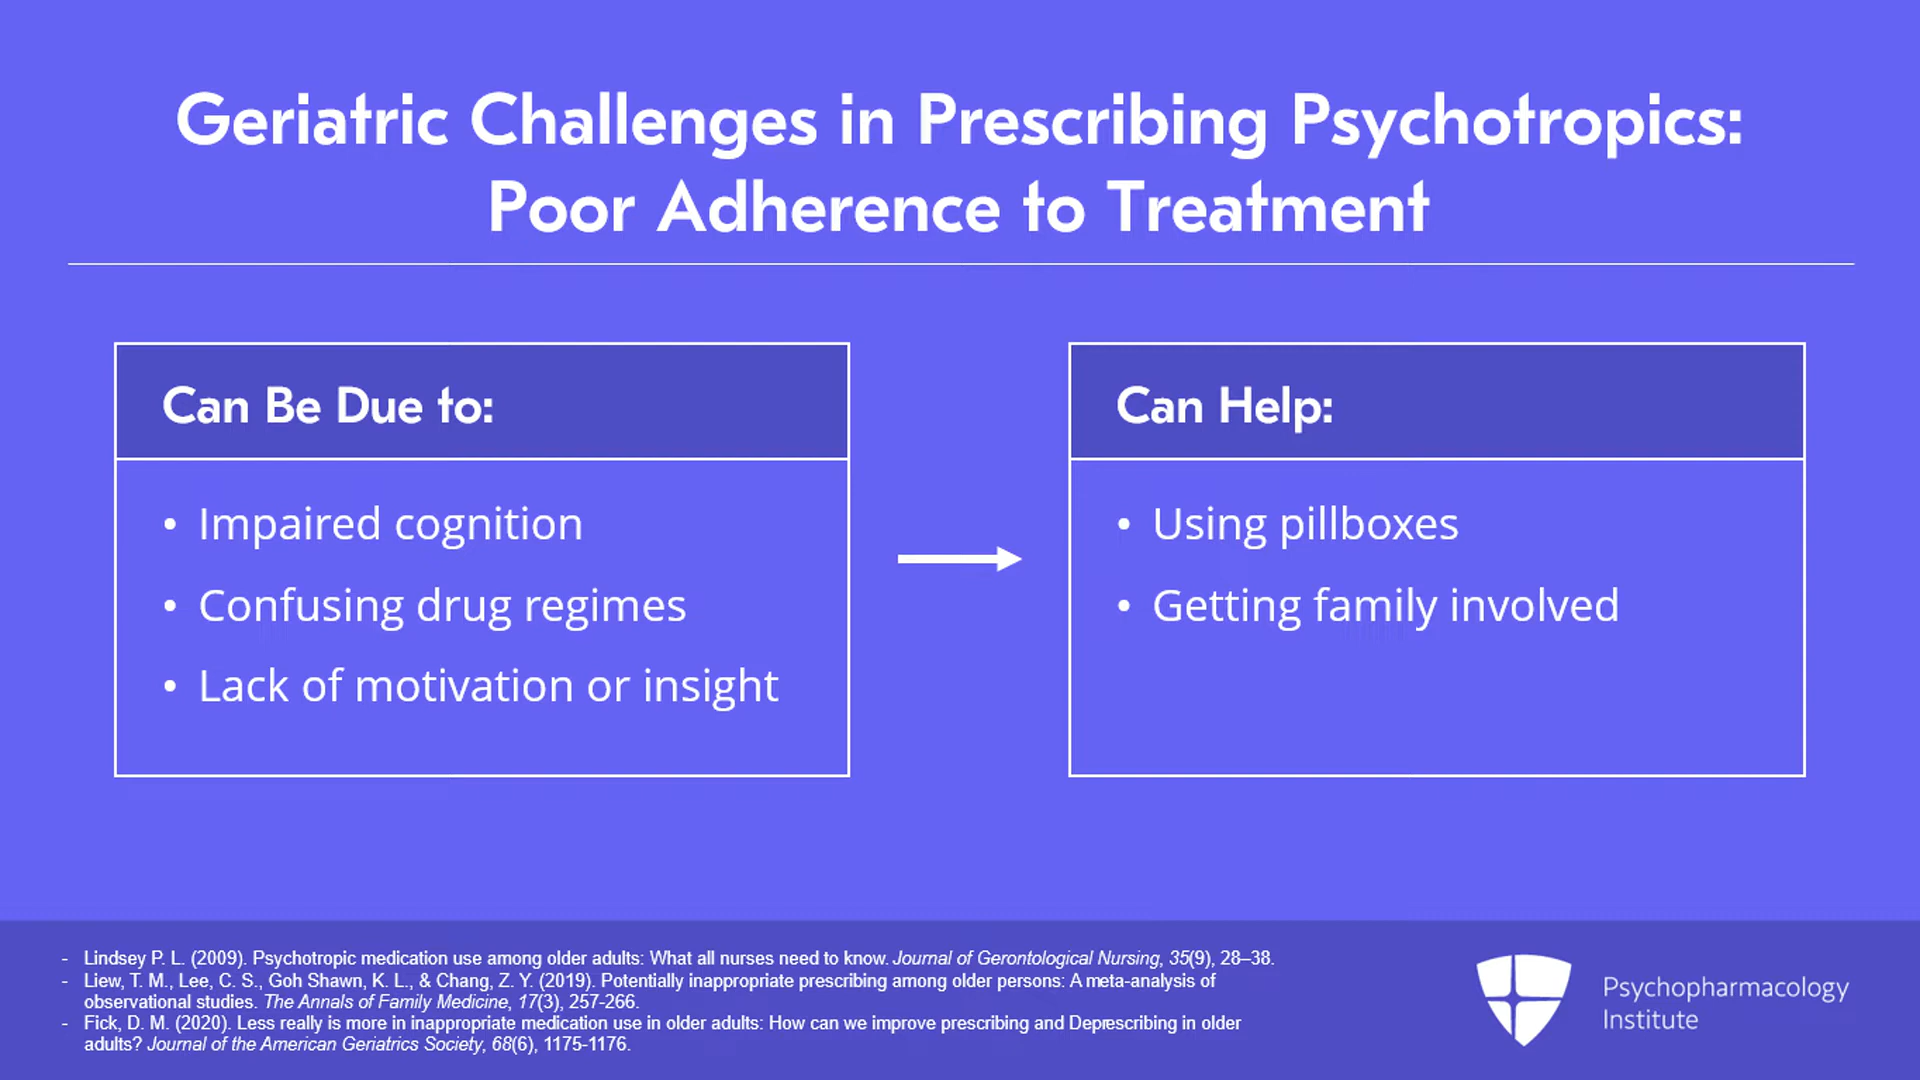 Geriatric Challenges in Prescribing Psychotropics:
Poor Adherence to Treatment
Can Be Due to:
• Impaired cognition
• Confusing drug regimes
• Lack of motivation or insight
Can Help:
• Using pillboxes
• Getting family involved
- Lindsey P. L. (2009). Psychotropic medication use among older adults: What all nurses need to know. Journal of Gerontological Nursing, 35(9), 28–38.
- Liew, T. M., Lee, C. S., Goh Shawn, K. L., & Chang, Z. Y. (2019). Potentially inappropriate prescribing among older persons: A meta-analysis of
observational studies. The Annals of Family Medicine, 17(3), 257-266.
- Fick, D. M. (2020). Less really is more in inappropriate medication use in older adults: How can we improve prescribing and Deprescribing in older
adults? Journal of the American Geriatrics Society, 68(6), 1175-1176.
Psychopharmacology
Institute